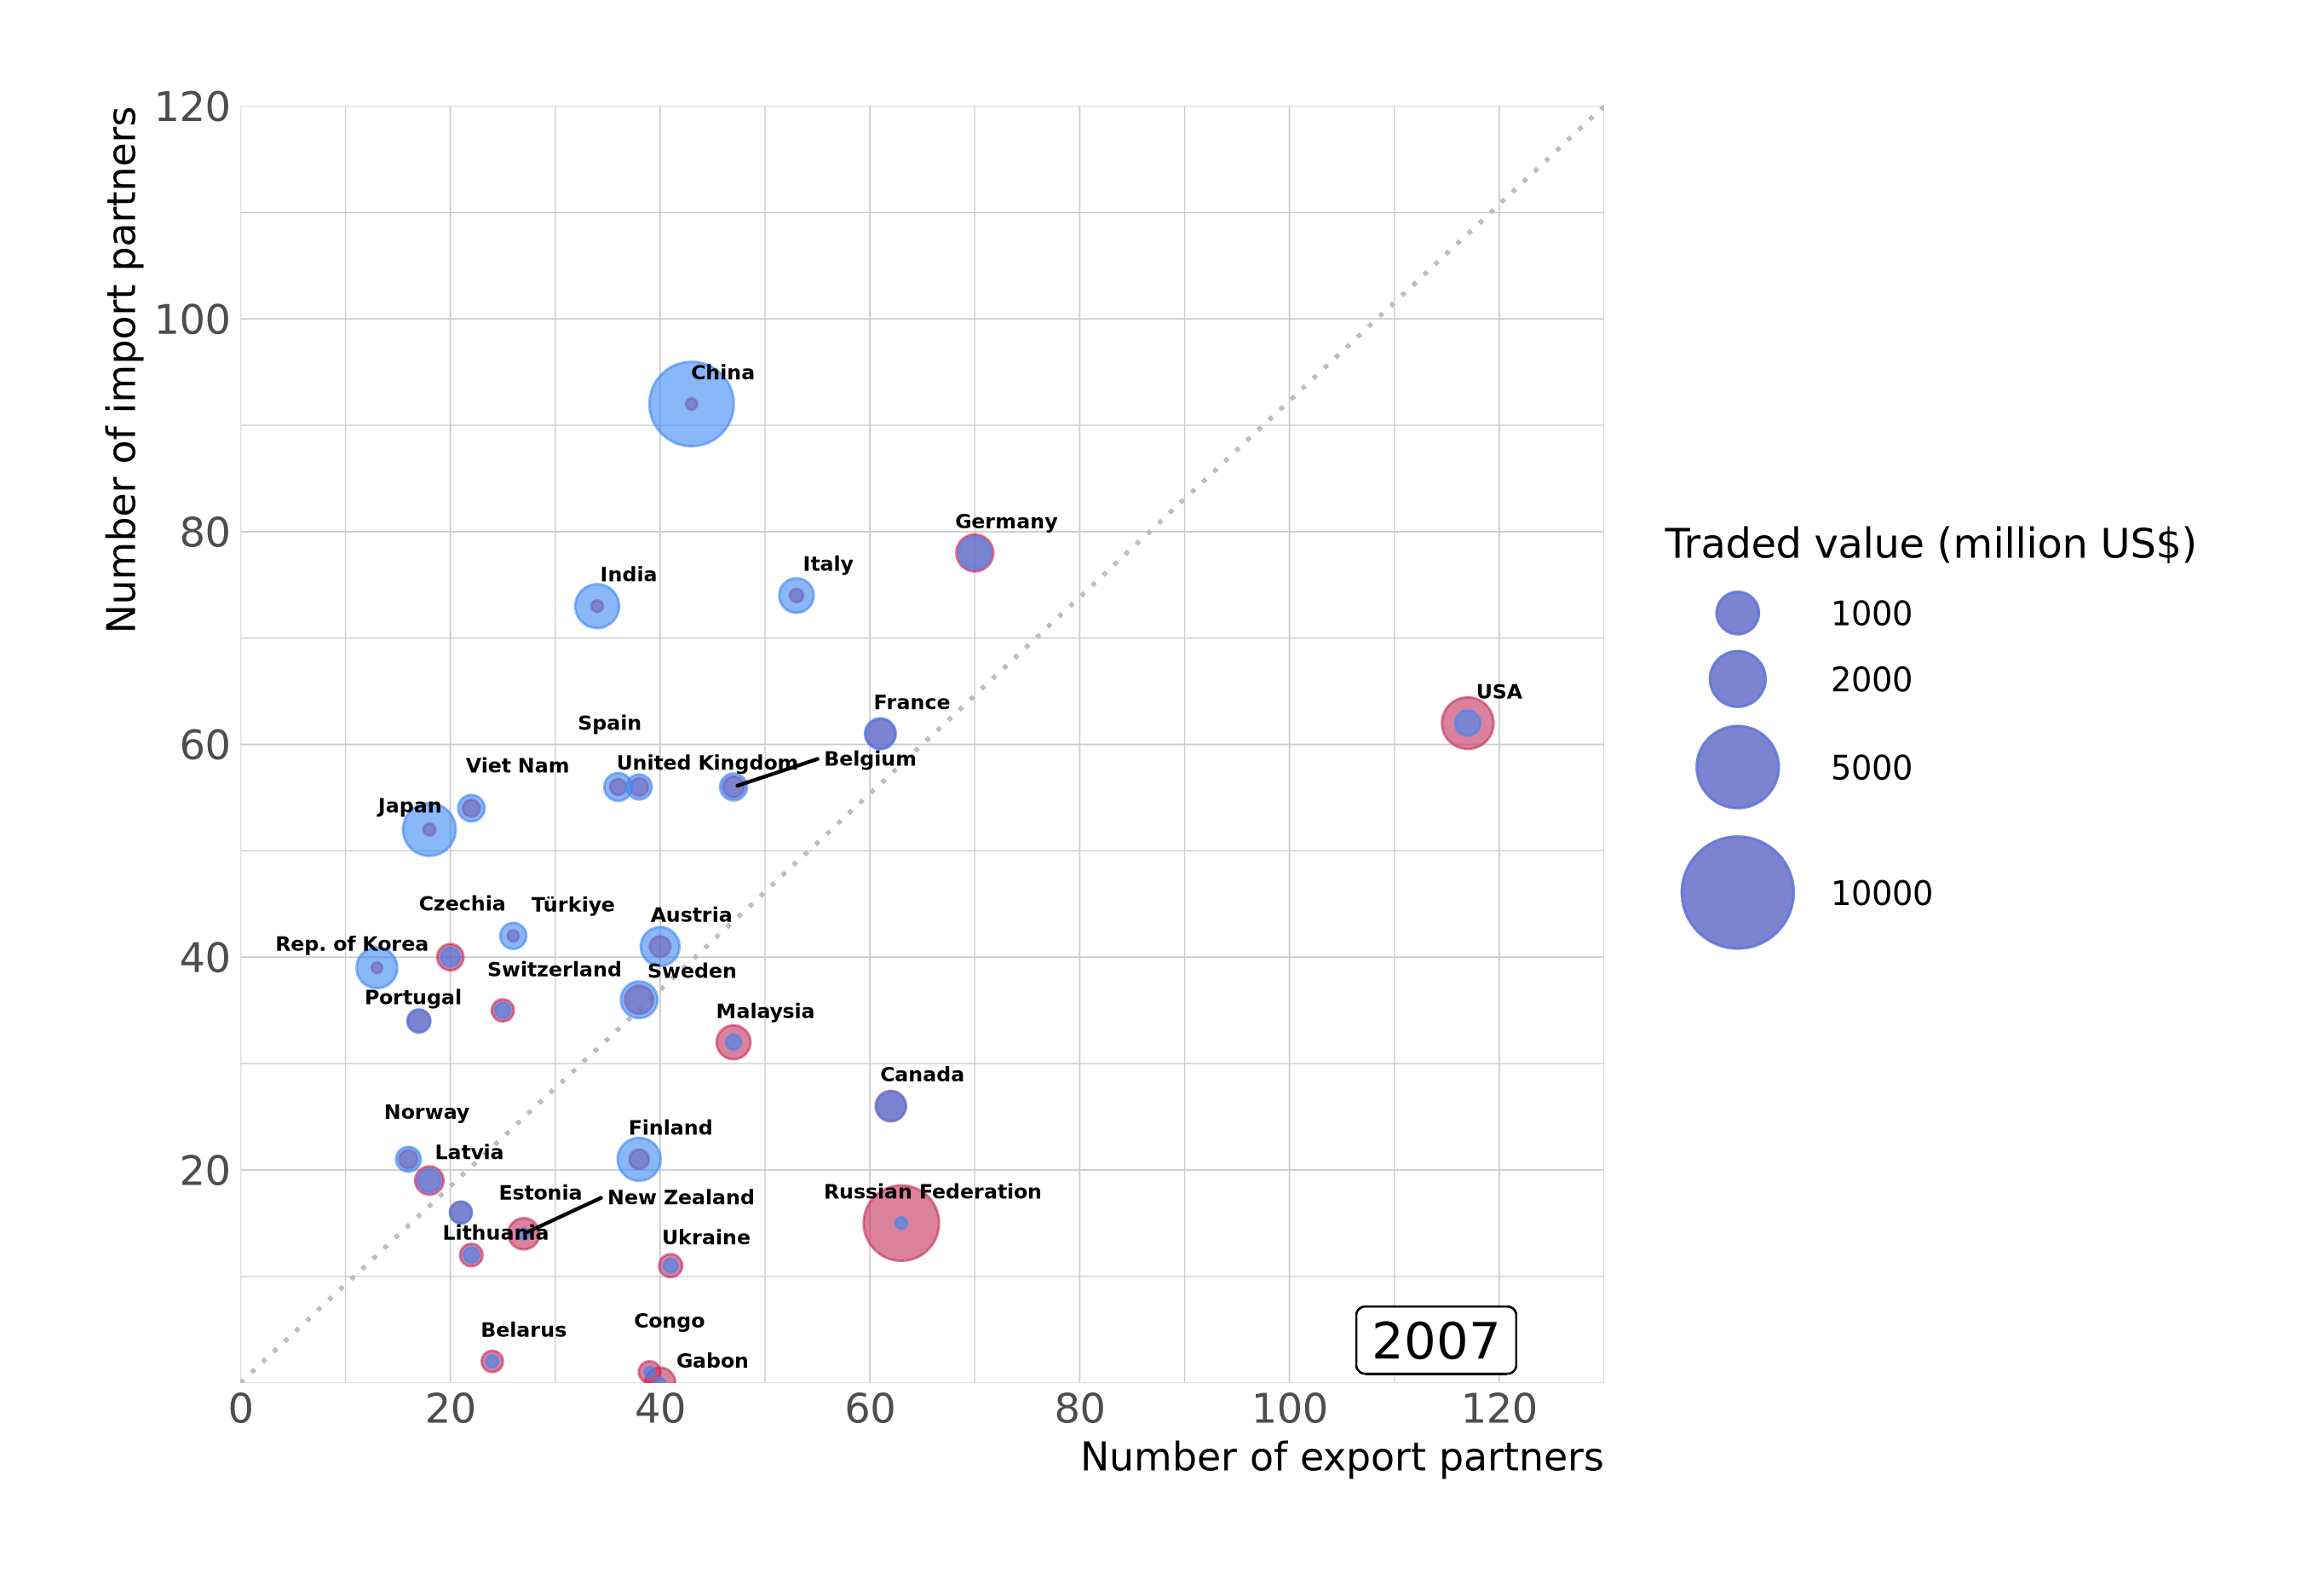 Number of import partners
120
100
80
60
40
20
China
Germany
Italy
India
USA
France
Spain
United Kingdom
Belgium
Viet Nam
Japan
Czechia
Türkiye
Austria
Rep. of Korea
Switzerland
Sweden
Portugal
Malaysia
Canada
Norway
Finland
Latvia
Estonia
New Zealand
Russian Federation
Lithuania
Ukraine
Congo
Belarus
Gabon
2007
0 20 40 60 80 100 120
Number of export partners
Traded value (million US$)
1000
2000
5000
10000